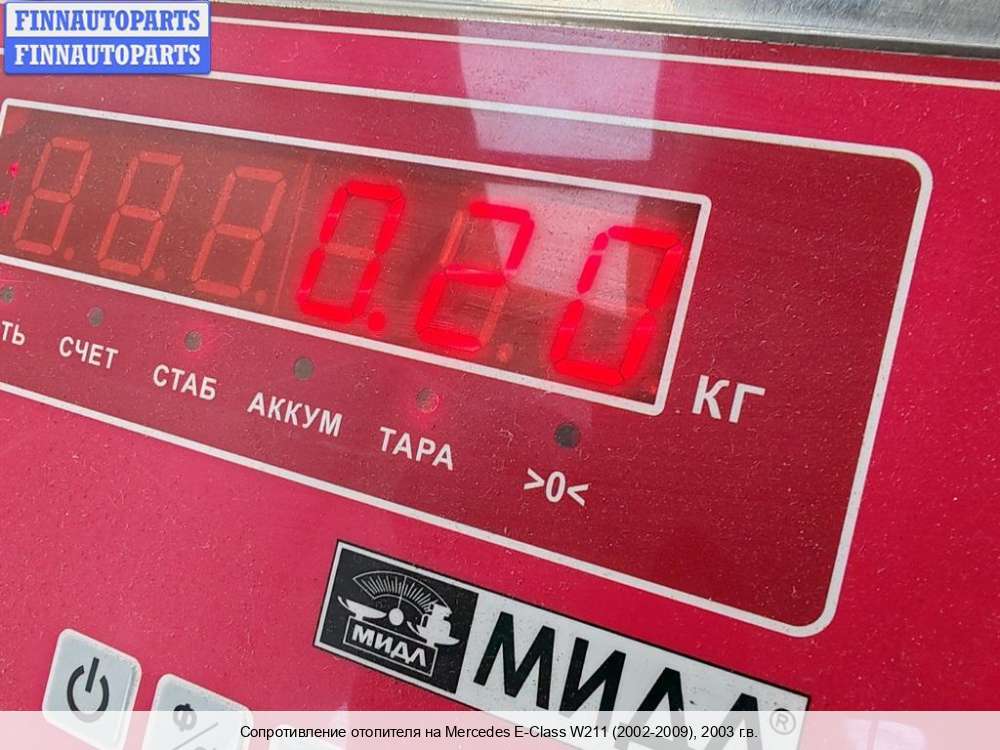 FINNAUTOPARTS
FINNAUTOPARTS
0.20
КГ
СЧЕТ
СТАБ
АККУМ
ТАРА
>0<
МИДЛ
МИДЛ®
Сопротивление отопителя на Mercedes E-Class W211 (2002-2009), 2003 г.в.